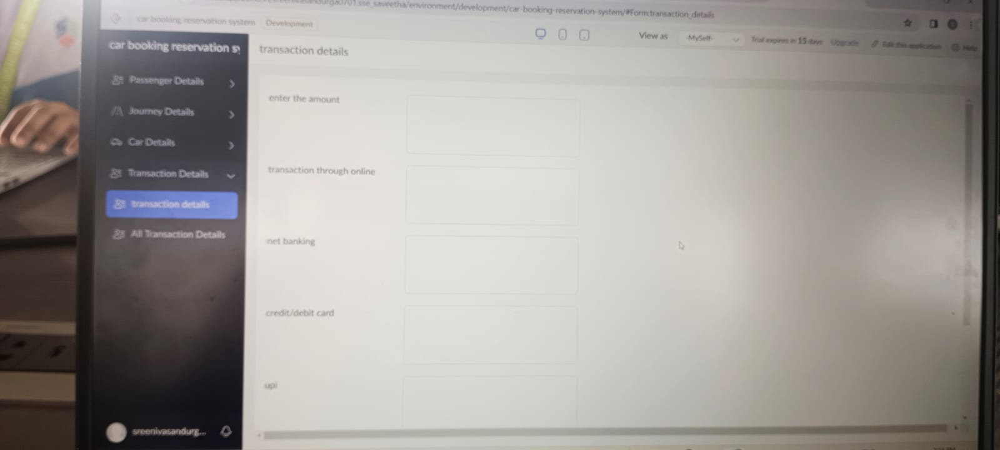 sse_saveetha/environment/development/car-booking-reservation-system/#Form:transaction_details
car booking reservation system Development
View as -MySelf- Trial expires in 15 days Upgrade Edit this application Help
car booking reservation sy
transaction details
Passenger Details
Journey Details
Car Details
Transaction Details
transaction details
All Transaction Details
enter the amount
transaction through online
net banking
credit/debit card
upi
sreenivasandurg...